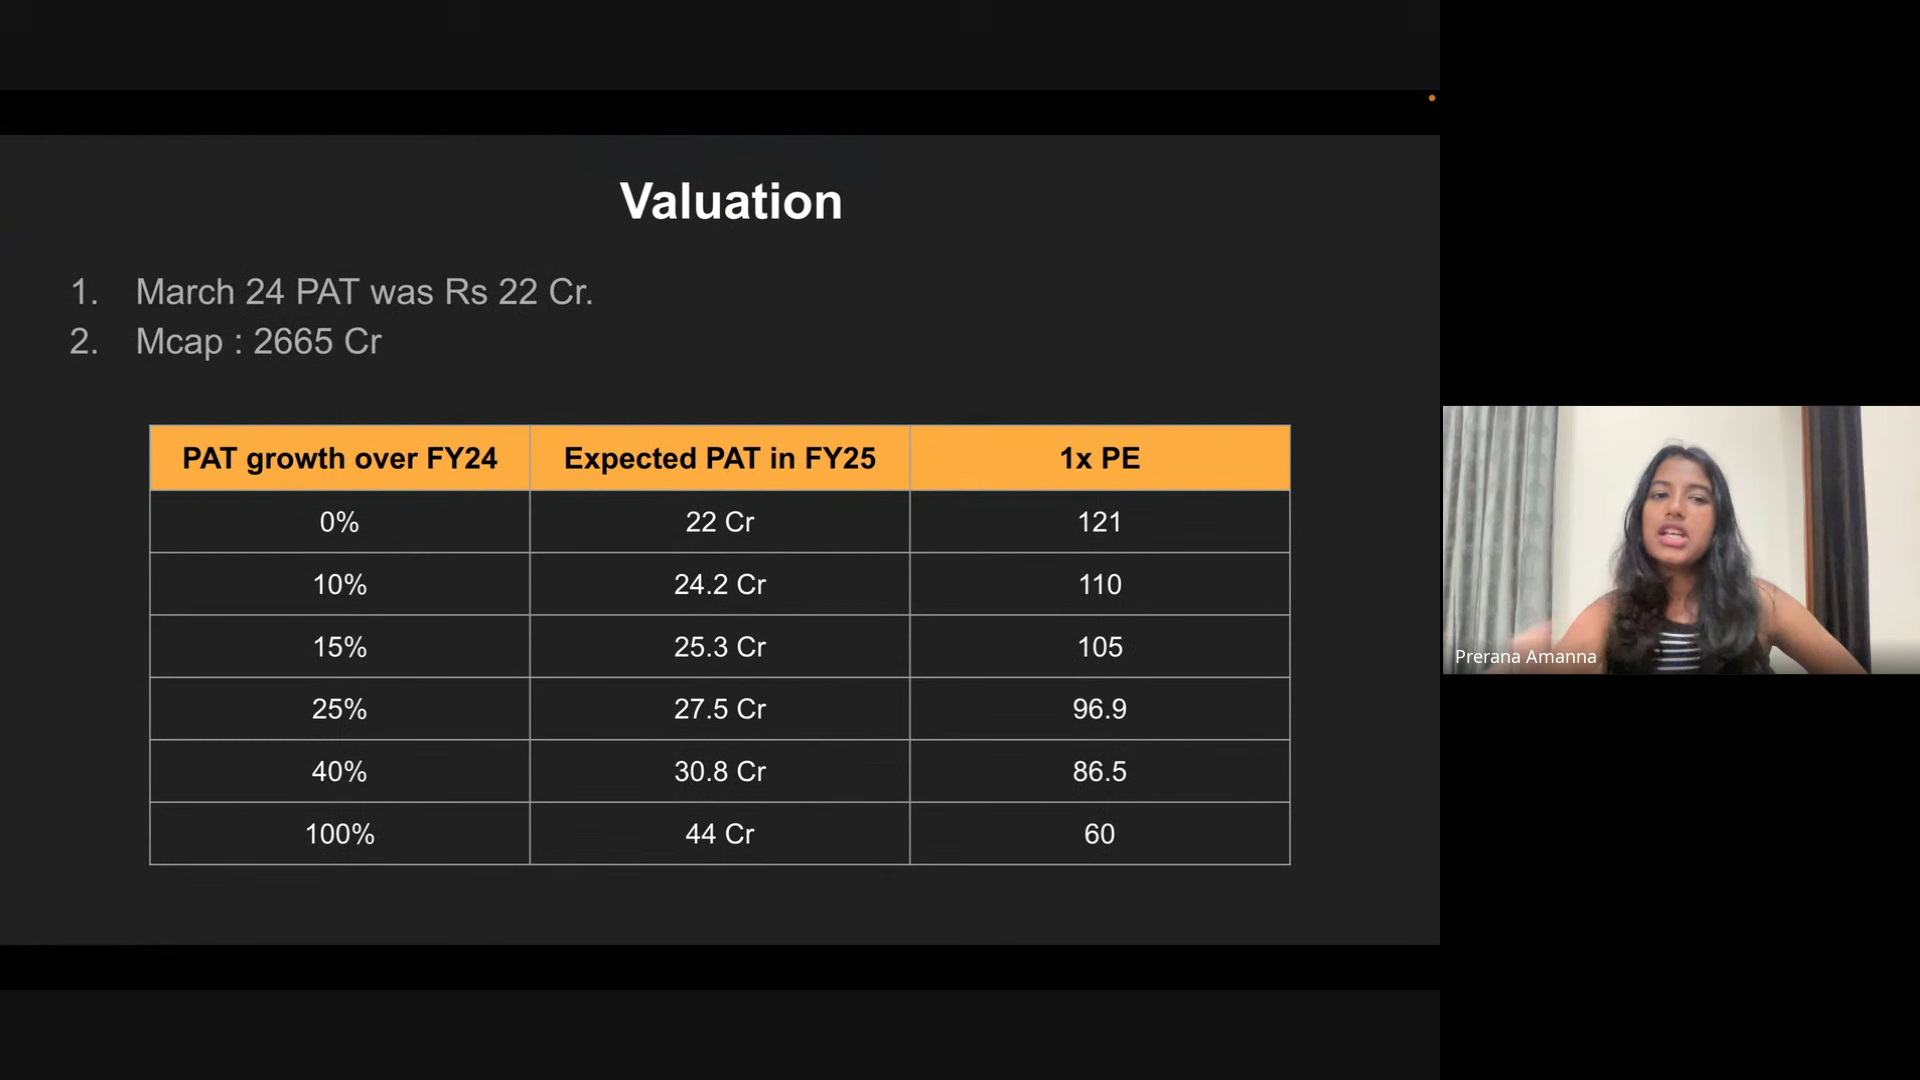 Valuation
1. March 24 PAT was Rs 22 Cr.
2. Mcap : 2665 Cr
PAT growth over FY24 Expected PAT in FY25 1x PE
0% 22 Cr 121
10% 24.2 Cr 110
15% 25.3 Cr 105
25% 27.5 Cr 96.9
40% 30.8 Cr 86.5
100% 44 Cr 60
Prerana Amanna